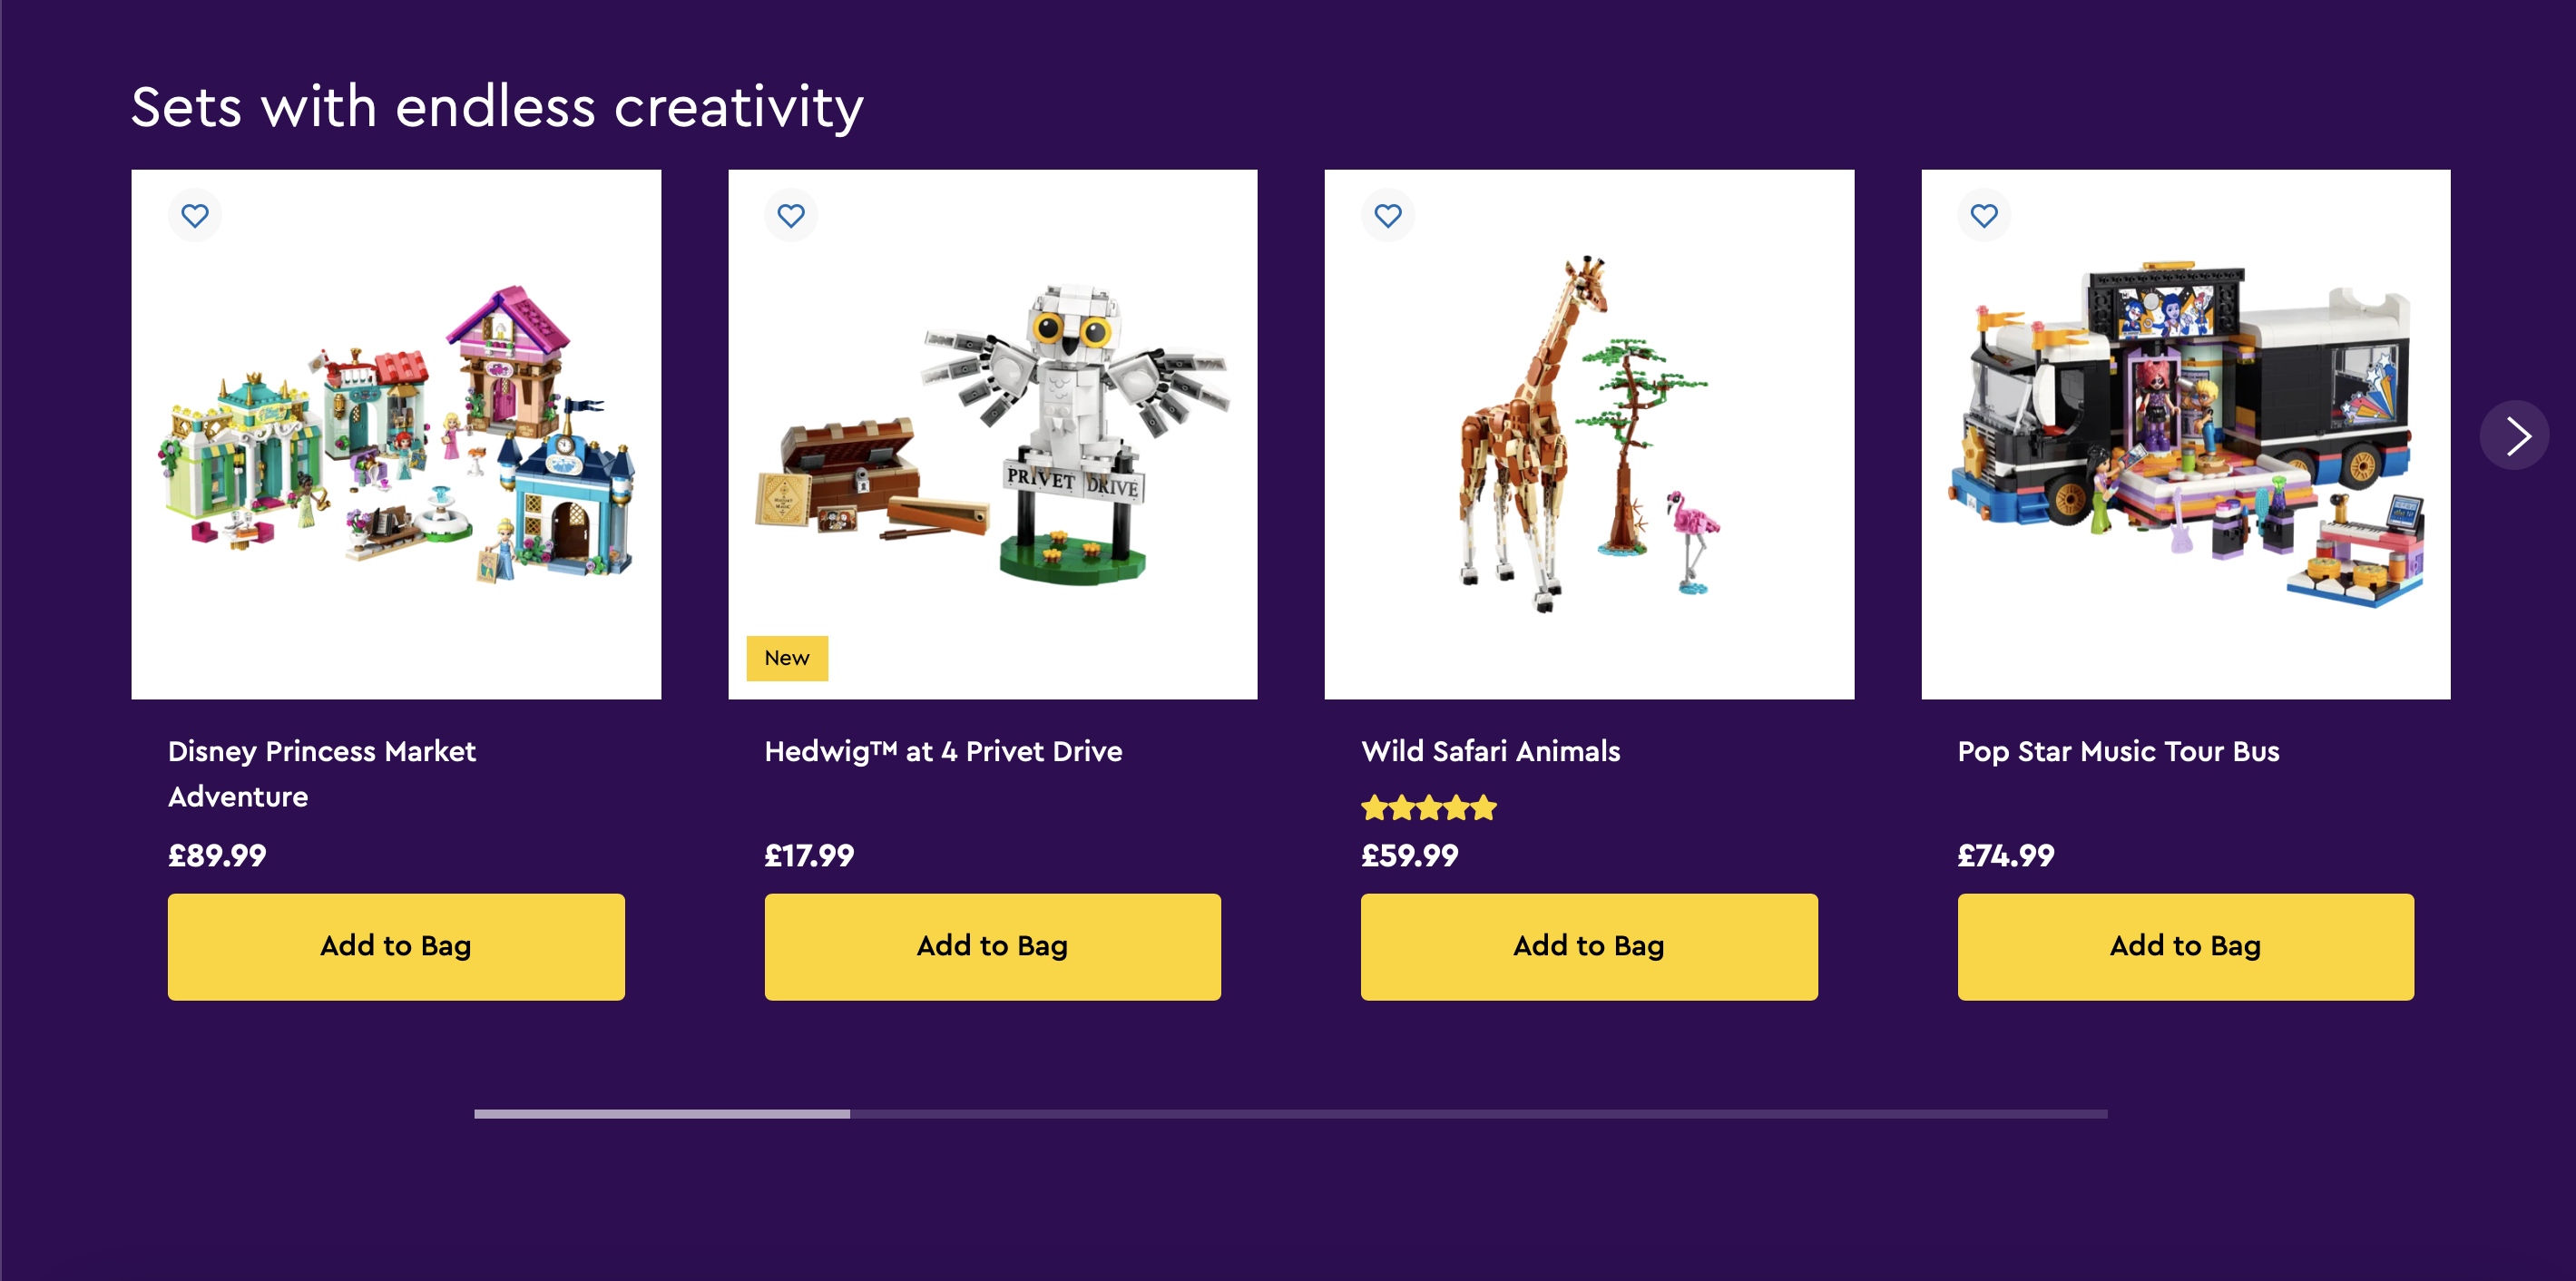 Sets with endless creativity
PRIVET DRIVE
New
Disney Princess Market
Adventure
£89.99
Add to Bag
Hedwig™ at 4 Privet Drive
£17.99
Add to Bag
Wild Safari Animals
£59.99
Add to Bag
Pop Star Music Tour Bus
£74.99
Add to Bag